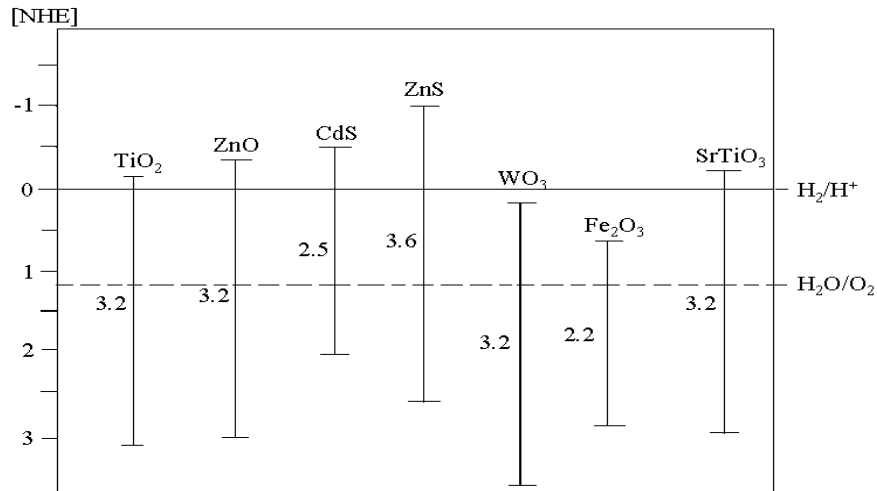 [NHE]
ZnS
-1
CdS
ZnO
TiO₂
SrTiO₃
WO₃
0
H₂/H⁺
Fe₂O₃
2.5
3.6
1
H₂O/O₂
3.2
3.2
3.2
3.2
2.2
2
3